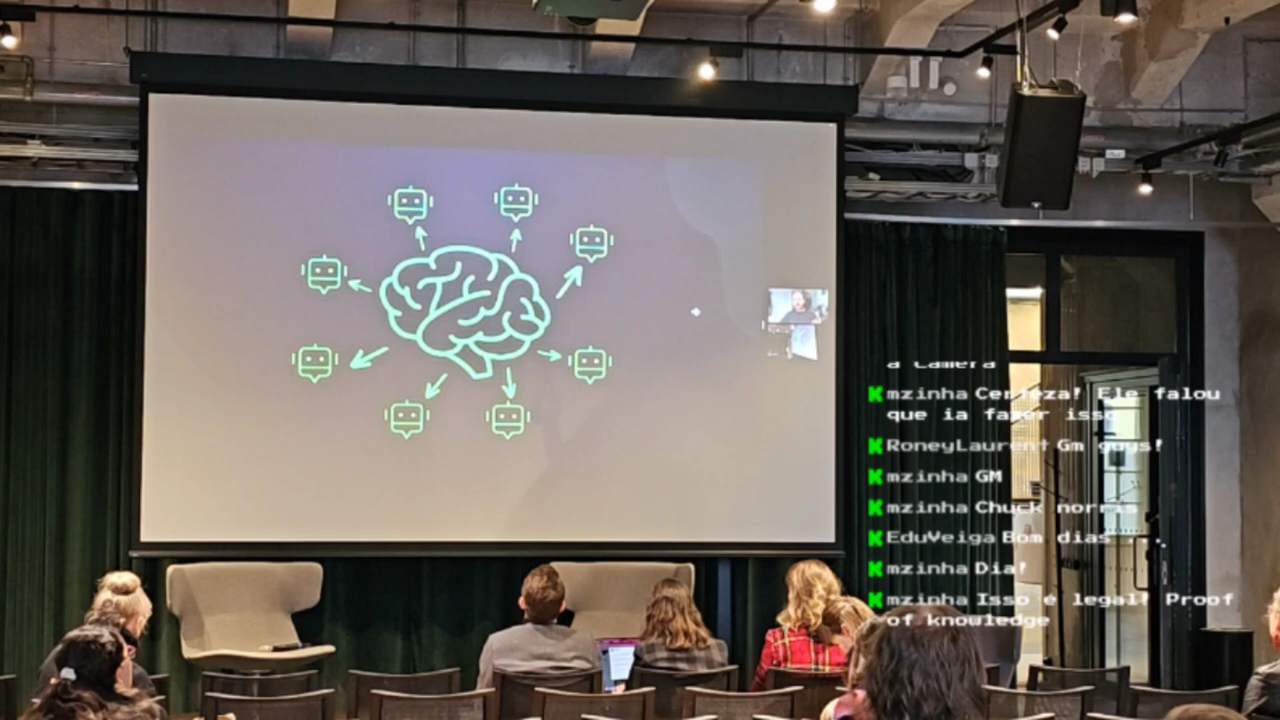 a camera
mzinha Certeza! Ele falou
que ia fazer isso
RoneyLaurent Gm guys!
mzinha GM
mzinha Chuck norris
EduVeiga Bom dias . .
mzinha Dia!
mzinha Isso é legal! Proof
of knowledge